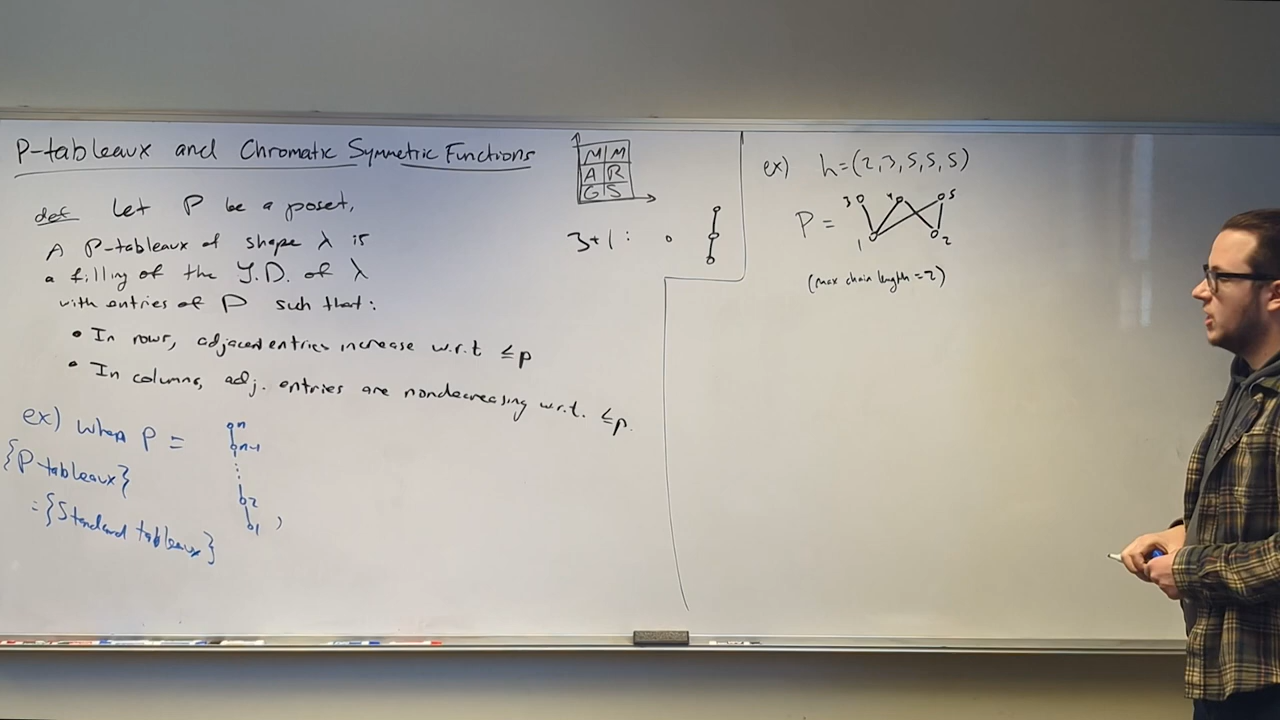 P-tableaux and Chromatic Symmetric Functions
def Let P be a poset,
A P-tableaux of shape λ is
a filling of the Y.D. of λ
with entries of P such that:
• In rows, adjacent entries increase w.r.t ≤p
• In columns, adj. entries are nondecreasing w.r.t. ≤p.
ex) when P =
n
n-1
2
1 ,
{P-tableaux}
= {Standard tableaux}
M M
A R
G S
3+1:
ex) h=(2,3,5,5,5)
P =
3 4 5
1 2
(max chain length = 2)